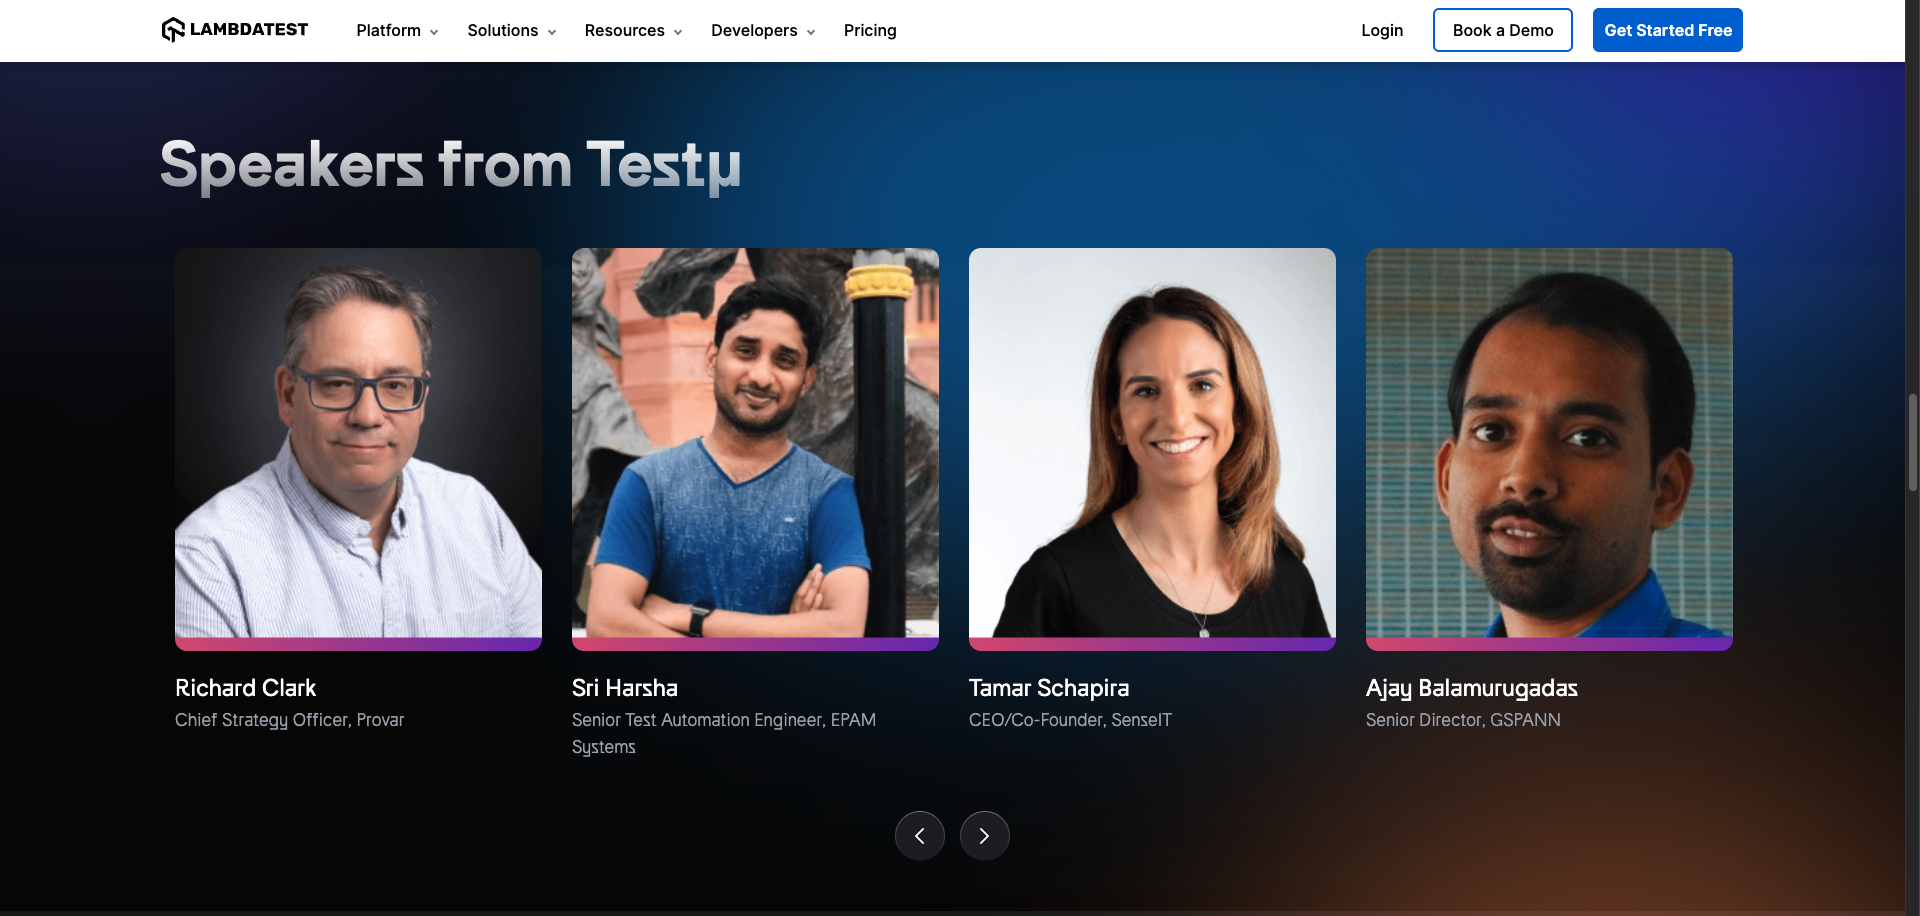 LAMBDATEST
Platform
Solutions
Resources
Developers
Pricing
Login
Book a Demo
Get Started Free
Speakers from Testμ
Richard Clark
Chief Strategy Officer, Provar
Sri Harsha
Senior Test Automation Engineer, EPAM
Systems
Tamar Schapira
CEO/Co-Founder, SenseIT
Ajay Balamurugadas
Senior Director, GSPANN